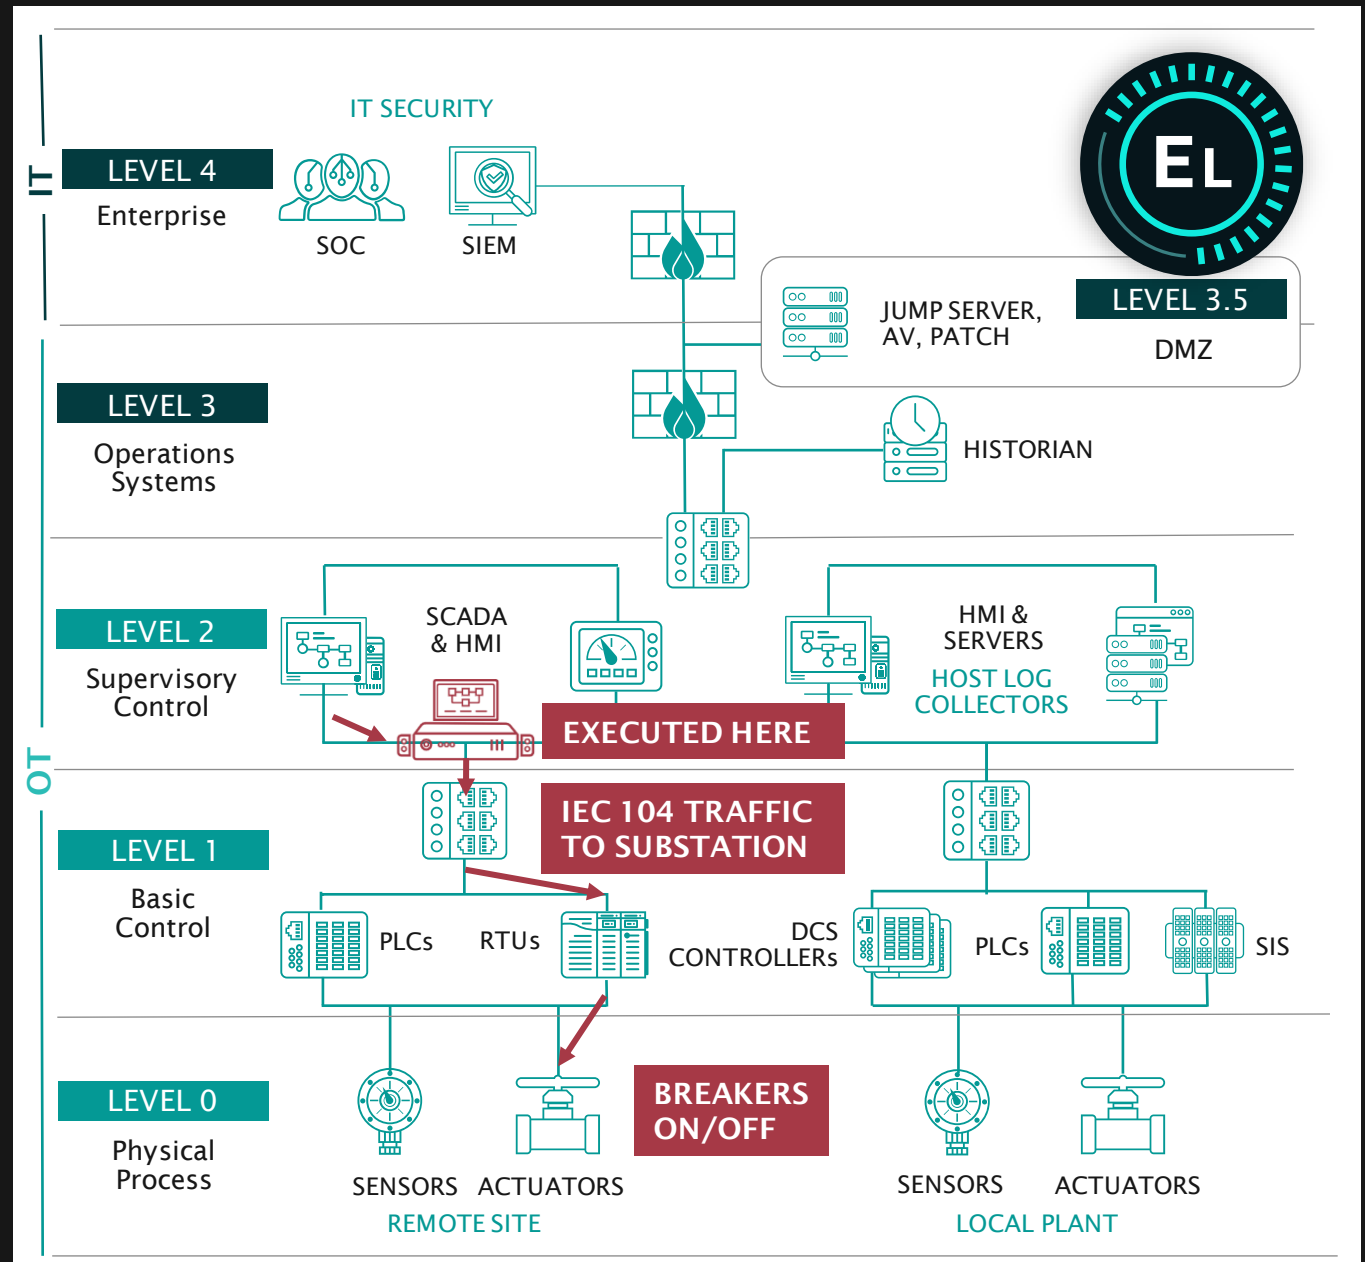 IT
IT SECURITY
LEVEL 4
Enterprise
SOC
SIEM
EL
LEVEL 3.5
DMZ
JUMP SERVER,
AV, PATCH
OT
LEVEL 3
Operations
Systems
HISTORIAN
LEVEL 2
Supervisory
Control
SCADA
& HMI
HMI &
SERVERS
HOST LOG
COLLECTORS
EXECUTED HERE
IEC 104 TRAFFIC
TO SUBSTATION
LEVEL 1
Basic
Control
PLCs
RTUs
DCS
CONTROLLERs
PLCs
SIS
LEVEL 0
Physical
Process
BREAKERS
ON/OFF
SENSORS
ACTUATORS
REMOTE SITE
SENSORS
ACTUATORS
LOCAL PLANT